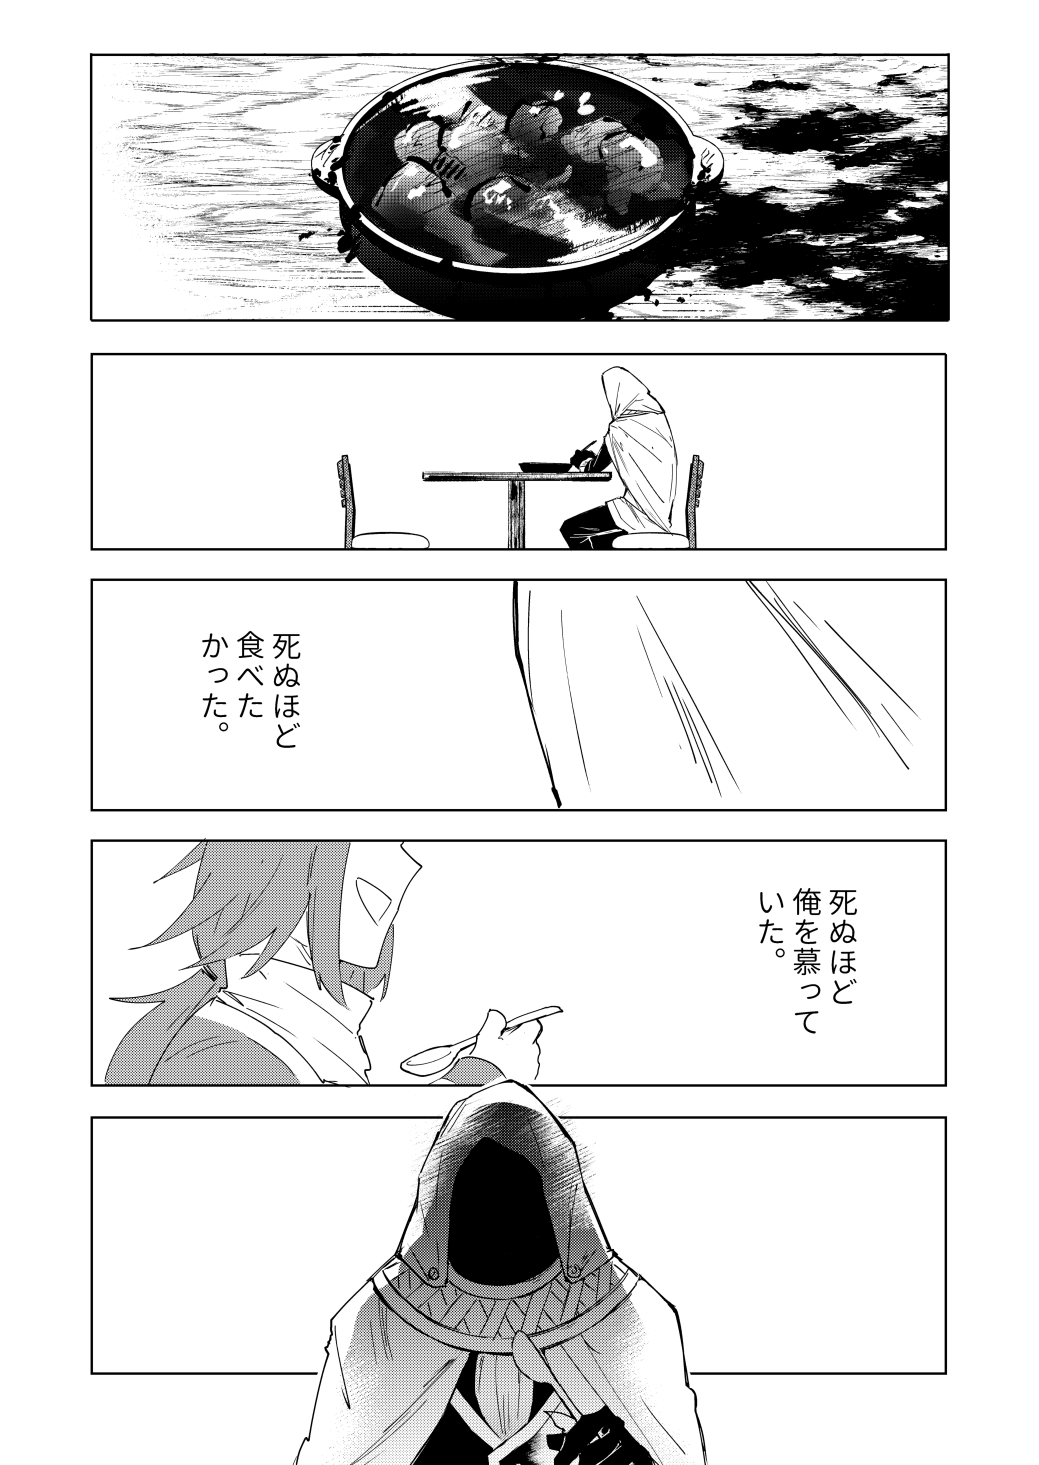 死ぬほど
食べた
かった。
死ぬほど
俺を慕って
いた。